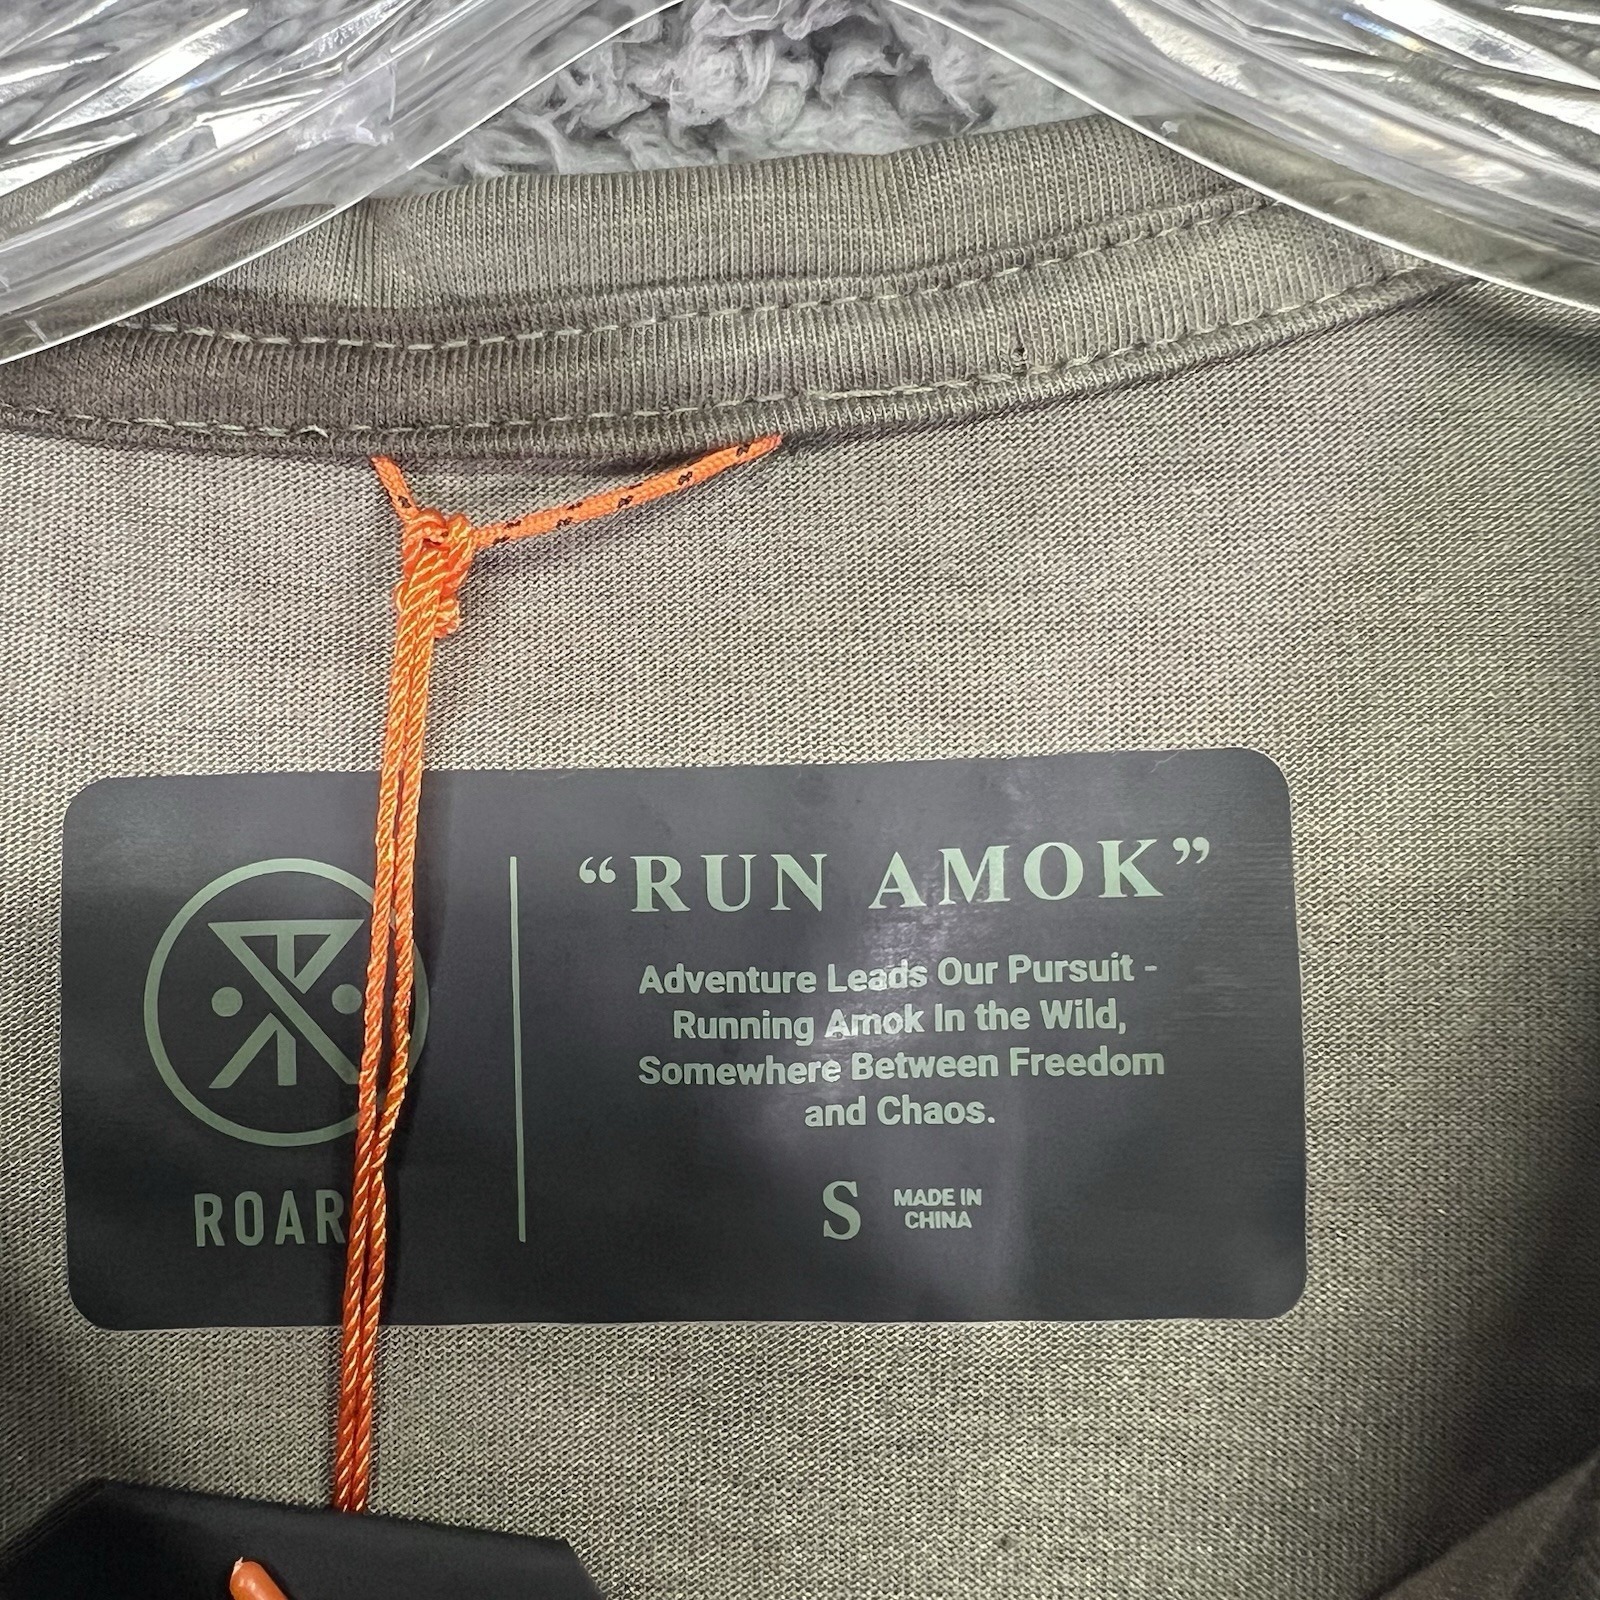 ROAR
“RUN AMOK”
Adventure Leads Our Pursuit -
Running Amok In the Wild,
Somewhere Between Freedom
and Chaos.
S
MADE IN
CHINA